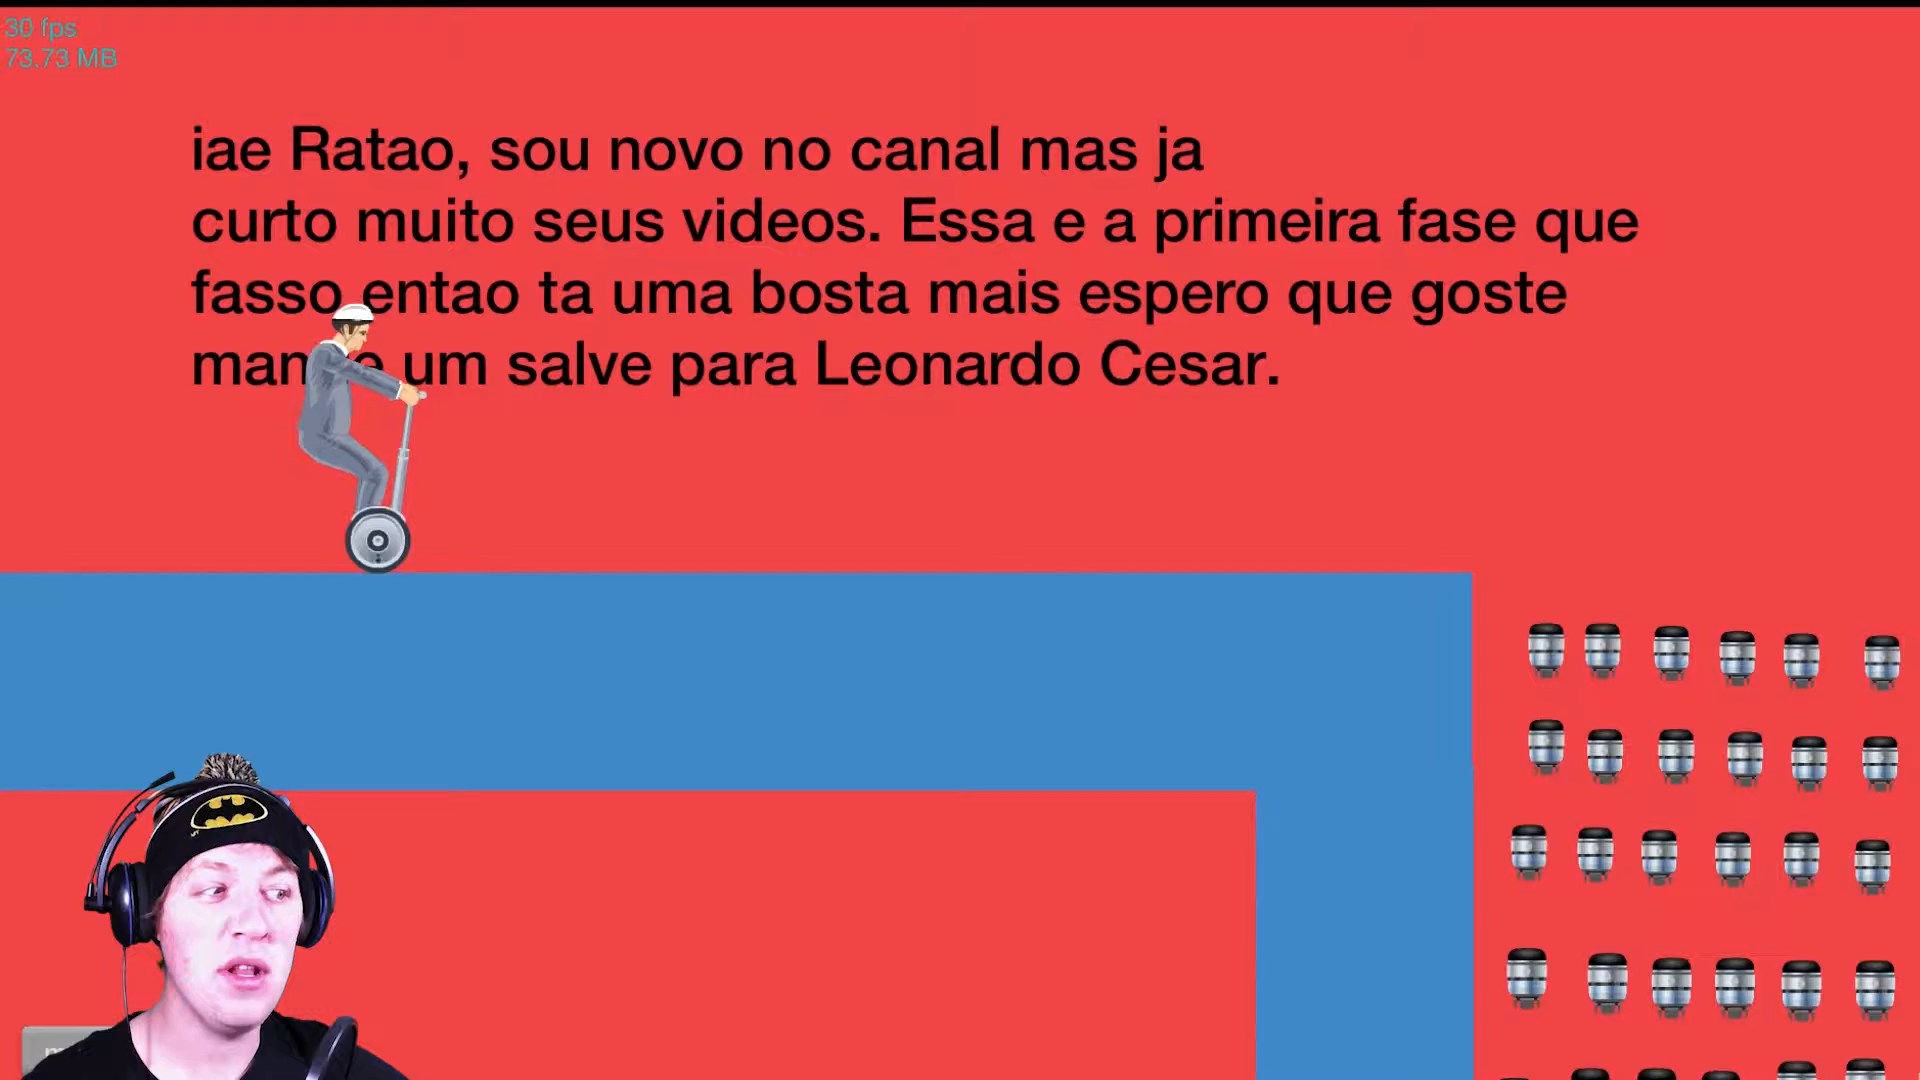 30 fps
73.73 MB
iae Ratao, sou novo no canal mas ja
curto muito seus videos. Essa e a primeira fase que
fasso entao ta uma bosta mais espero que goste
um salve para Leonardo Cesar.